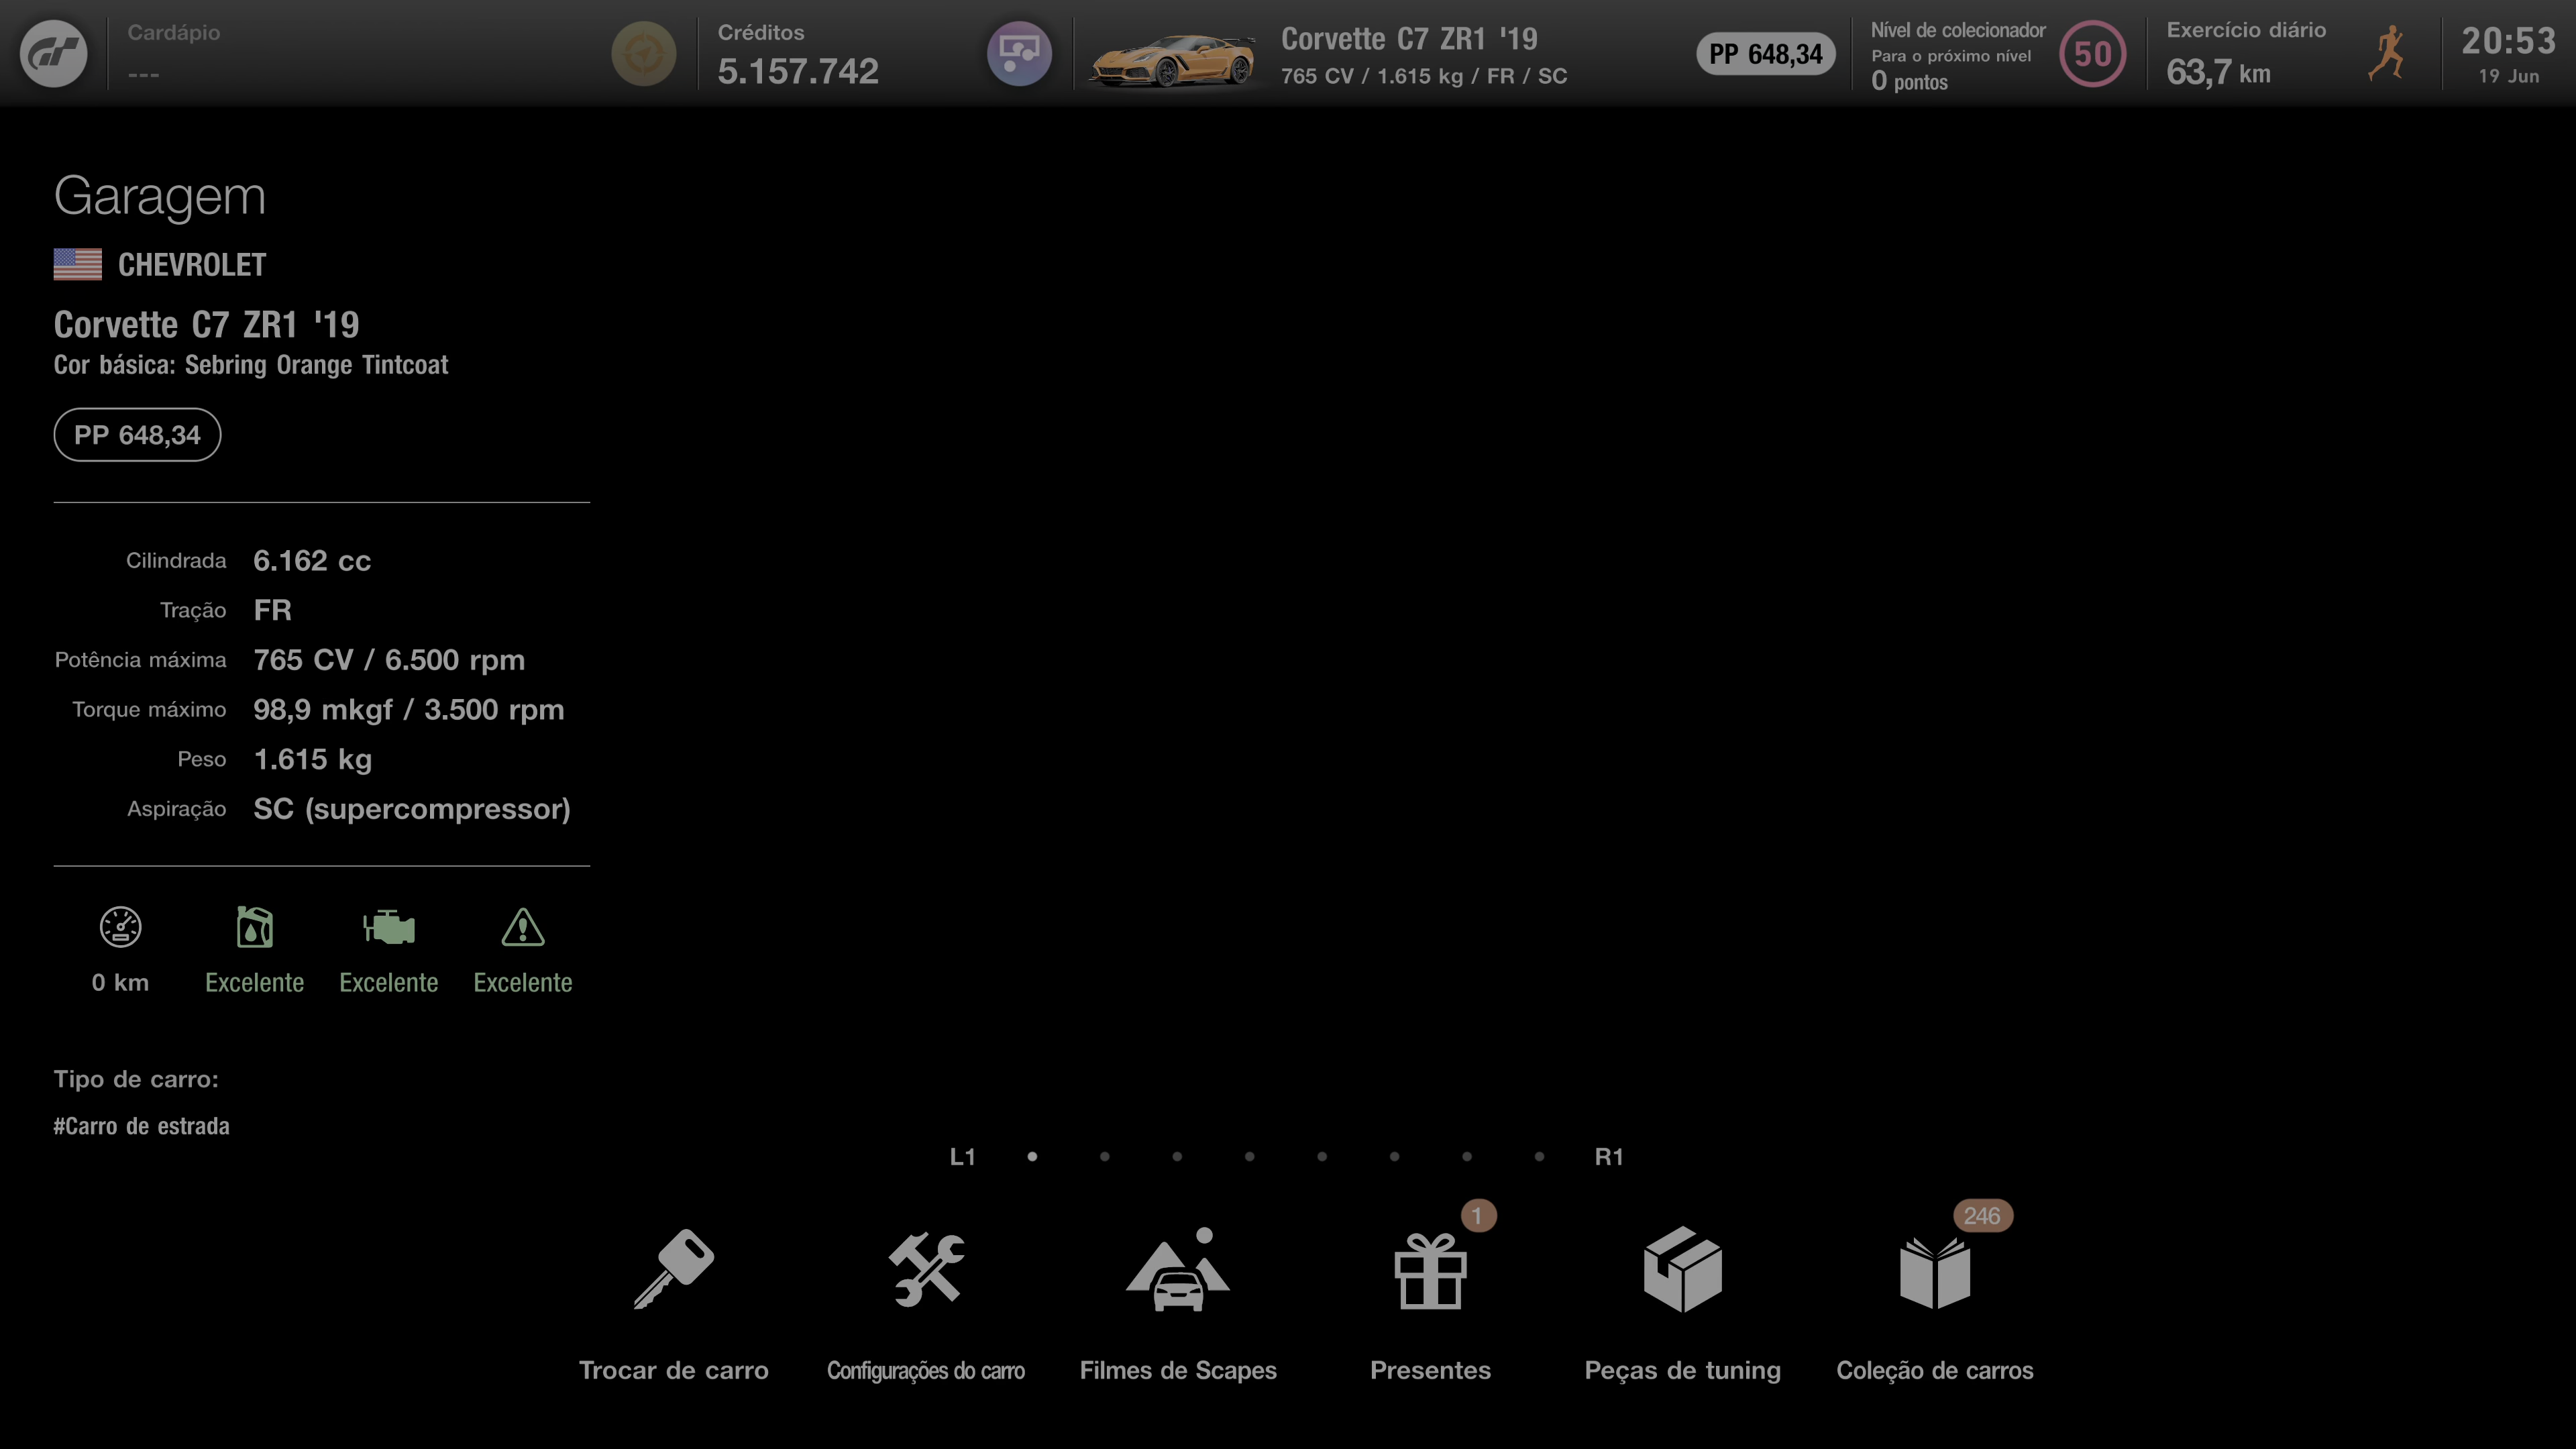 Cardápio
---
Créditos
5.157.742
Corvette C7 ZR1 '19
765 CV / 1.615 kg / FR / SC
PP 648,34
Nível de colecionador
Para o próximo nível
0 pontos
50
Exercício diário
63,7 km
20:53
19 Jun
Garagem
CHEVROLET
Corvette C7 ZR1 '19
Cor básica: Sebring Orange Tintcoat
PP 648,34
Cilindrada 6.162 cc
Tração FR
Potência máxima 765 CV / 6.500 rpm
Torque máximo 98,9 mkgf / 3.500 rpm
Peso 1.615 kg
Aspiração SC (supercompressor)
0 km Excelente Excelente Excelente
Tipo de carro:
#Carro de estrada
L1 R1
1 246
Trocar de carro Configurações do carro Filmes de Scapes Presentes Peças de tuning Coleção de carros